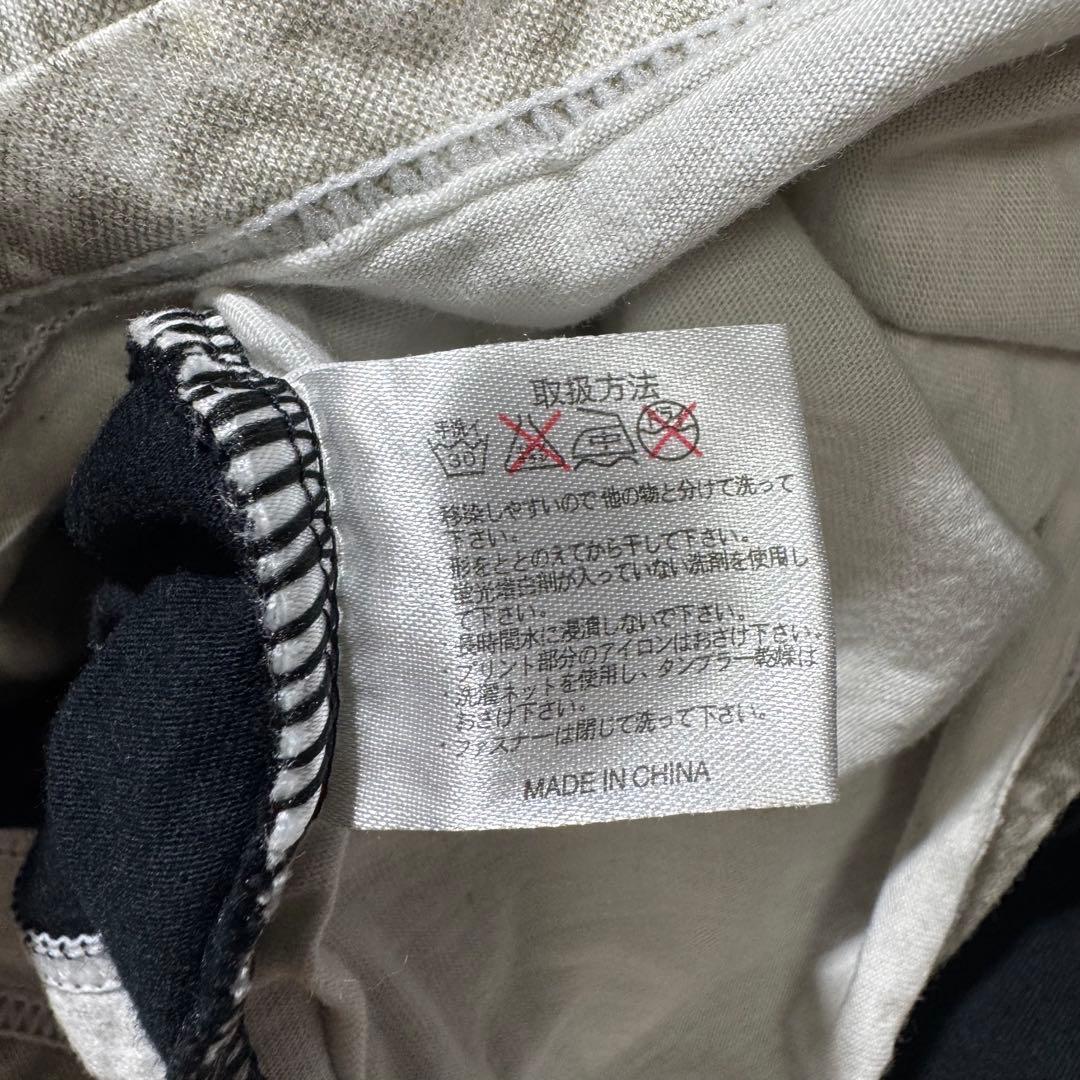 取扱方法
手洗イ 30 中
移染しやすいので他の物と分けて洗って
下さい。
形をととのえてから干して下さい。
蛍光増白剤が入っていない洗剤を使用し
て下さい。
長時間水に浸漬しないで下さい。
・プリント部分のアイロンはおさけ下さい。
・洗濯ネットを使用し、タンブラー乾燥は
おさけ下さい。
・ファスナーは閉じて洗って下さい。
MADE IN CHINA